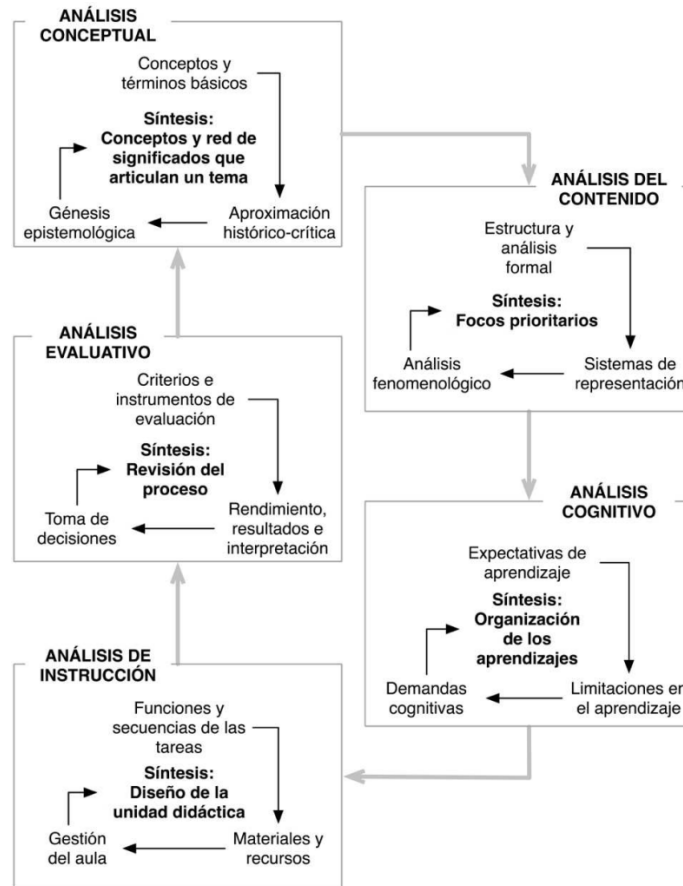 ANÁLISIS
CONCEPTUAL
Conceptos y
términos básicos
Síntesis:
Conceptos y red de
significados que
articulan un tema
Génesis
epistemológica
Aproximación
histórico-crítica
ANÁLISIS DEL
CONTENIDO
Estructura y
análisis
formal
Síntesis:
Focos prioritarios
Análisis
fenomenológico
Sistemas de
representación
ANÁLISIS
COGNITIVO
Expectativas de
aprendizaje
Síntesis:
Organización
de los
aprendizajes
Demandas
cognitivas
Limitaciones en
el aprendizaje
ANÁLISIS DE
INSTRUCCIÓN
Funciones y
secuencias de las
tareas
Síntesis:
Diseño de la
unidad didáctica
Gestión
del aula
Materiales y
recursos
ANÁLISIS
EVALUATIVO
Criterios e
instrumentos de
evaluación
Síntesis:
Revisión del
proceso
Toma de
decisiones
Rendimiento,
resultados e
interpretación